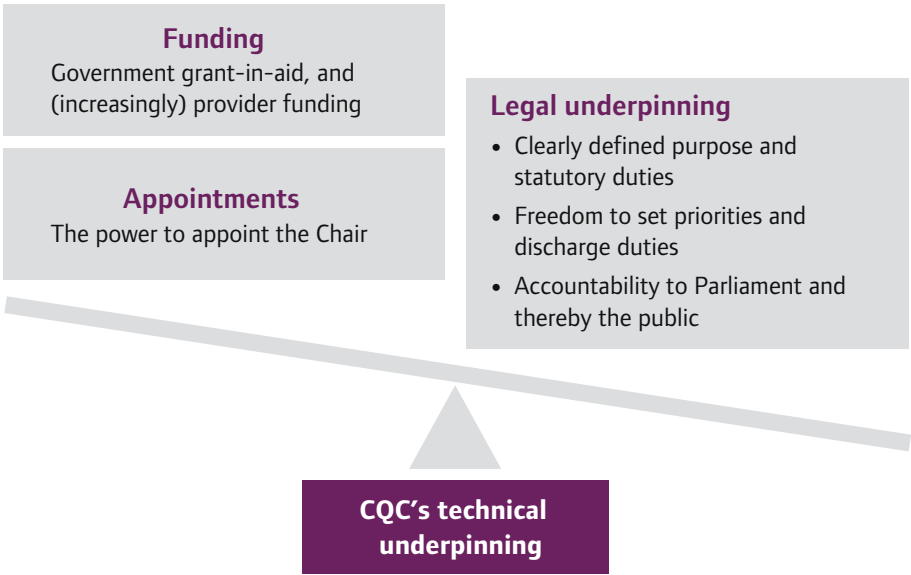 Funding
Government grant-in-aid, and
(increasingly) provider funding
Appointments
The power to appoint the Chair
Legal underpinning
• Clearly defined purpose and
statutory duties
• Freedom to set priorities and
discharge duties
• Accountability to Parliament and
thereby the public
CQC’s technical
underpinning